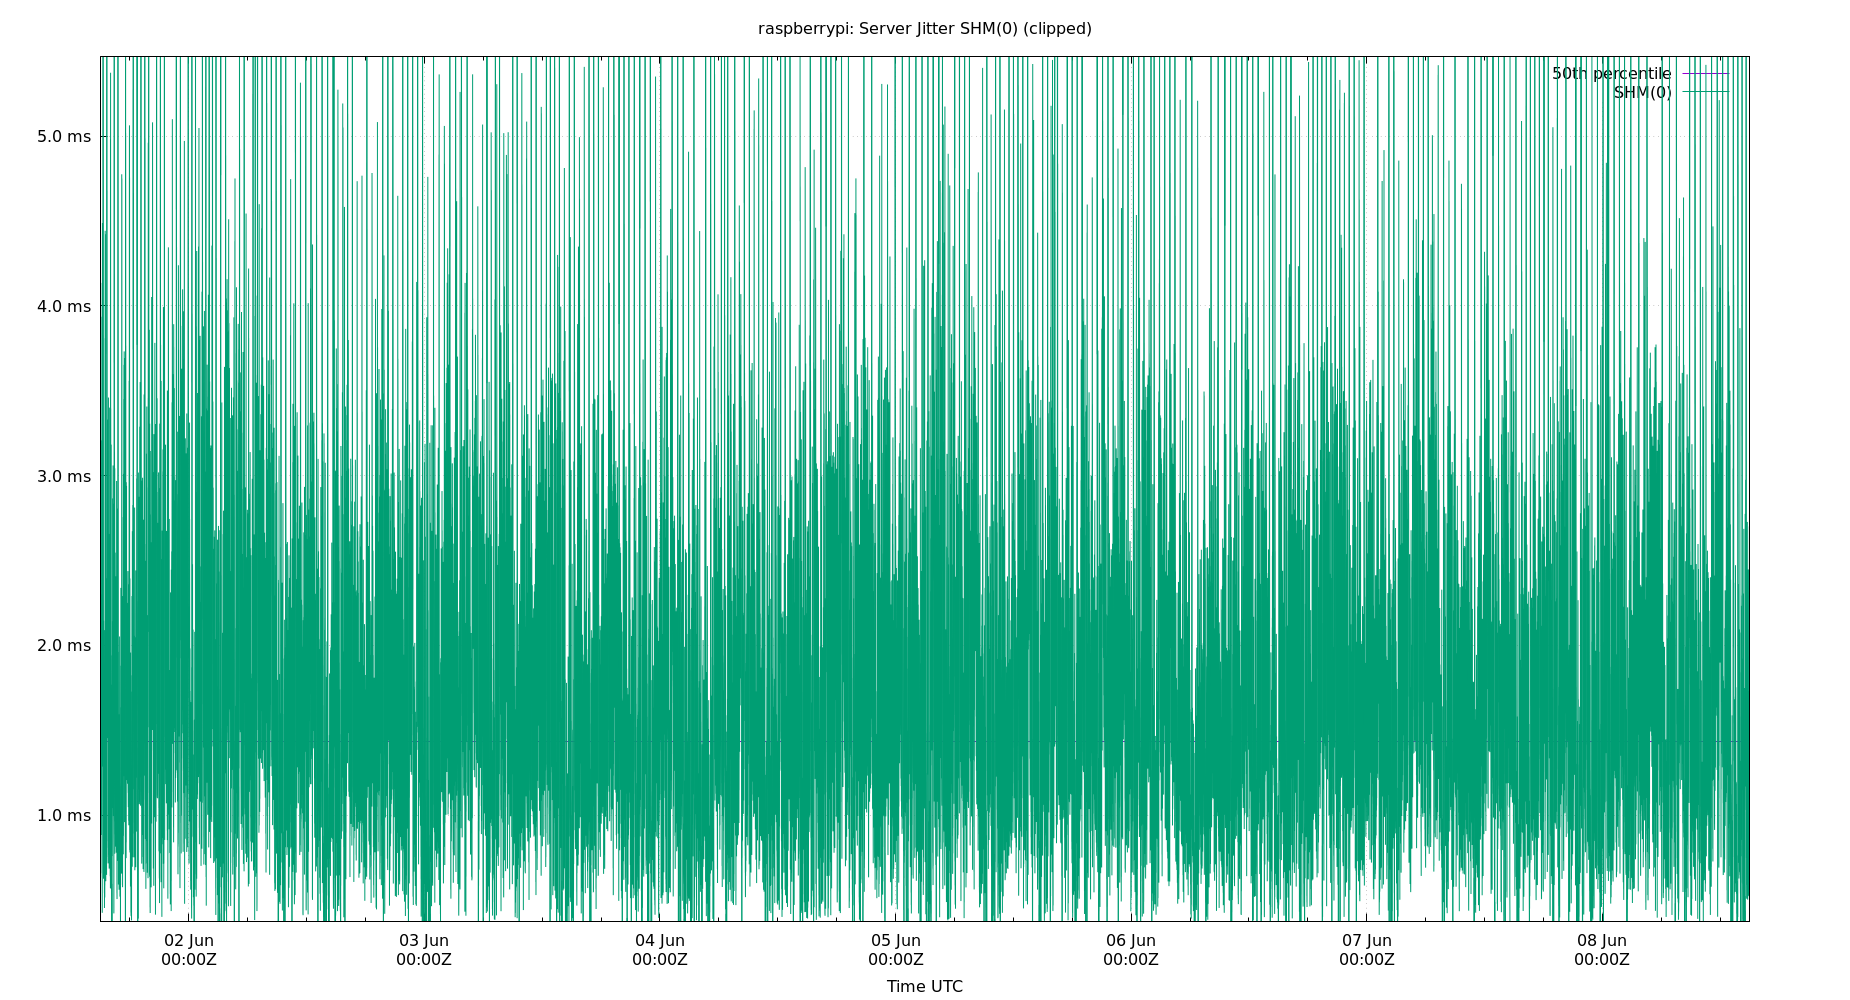 raspberrypi: Server Jitter SHM(0) (clipped)
50th percentile
SHM(0)
5.0 ms
4.0 ms
3.0 ms
2.0 ms
1.0 ms
02 Jun 03 Jun 04 Jun 05 Jun 06 Jun 07 Jun 08 Jun
00:00Z 00:00Z 00:00Z 00:00Z 00:00Z 00:00Z 00:00Z
Time UTC